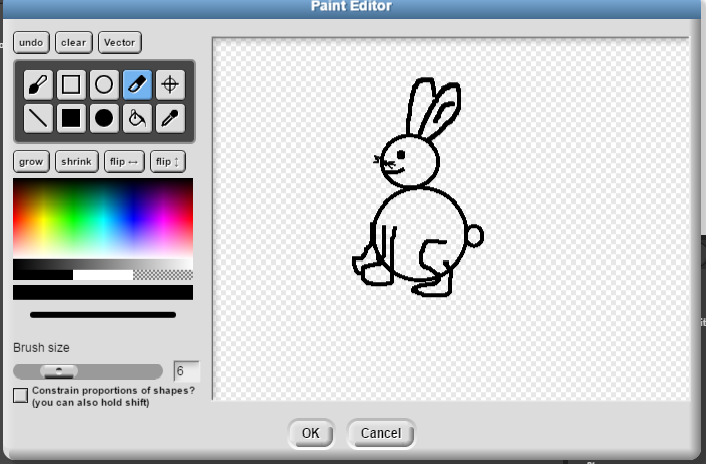 Paint Editor
undo clear Vector
grow shrink flip ↔ flip ↕
Brush size
6
Constrain proportions of shapes?
(you can also hold shift)
OK Cancel
it